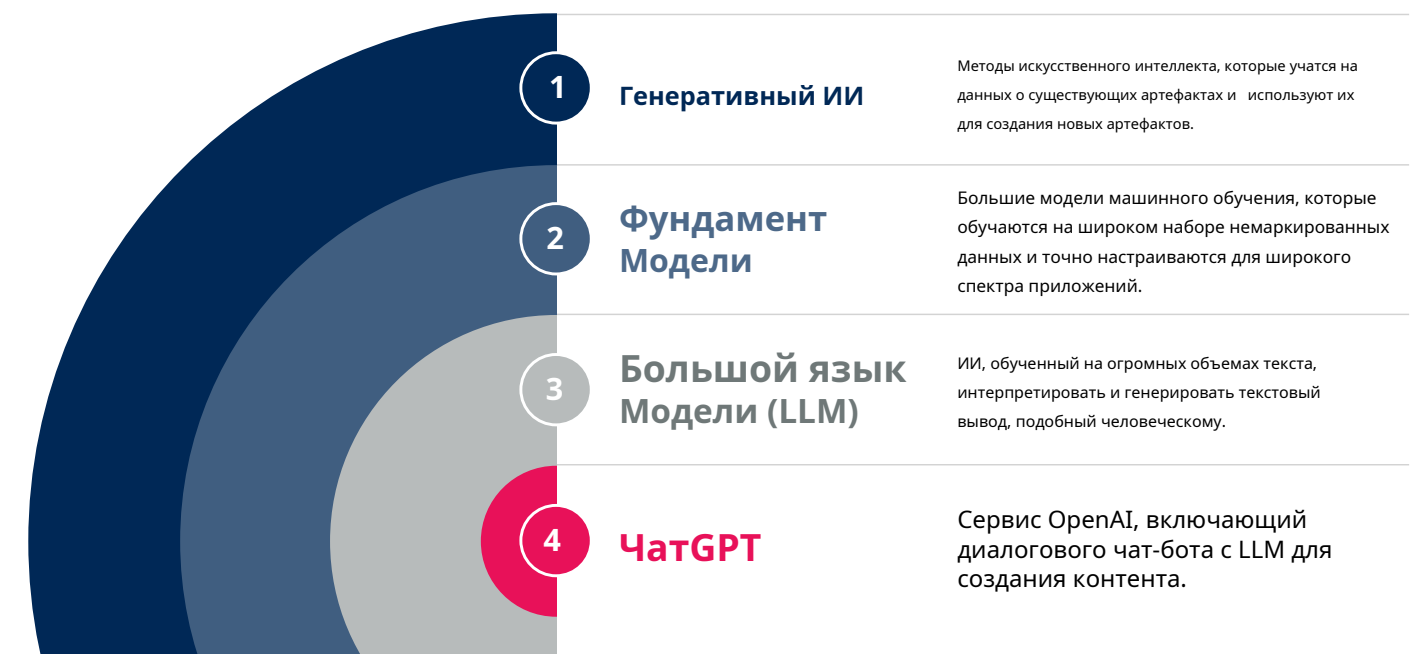 1
Генеративный ИИ
Методы искусственного интеллекта, которые учатся на
данных о существующих артефактах и используют их
для создания новых артефактов.
2
Фундамент
Модели
Большие модели машинного обучения, которые
обучаются на широком наборе немаркированных
данных и точно настраиваются для широкого
спектра приложений.
3
Большой язык
Модели (LLM)
ИИ, обученный на огромных объемах текста,
интерпретировать и генерировать текстовый
вывод, подобный человеческому.
4
ЧатGPT
Сервис OpenAI, включающий
диалогового чат-бота с LLM для
создания контента.